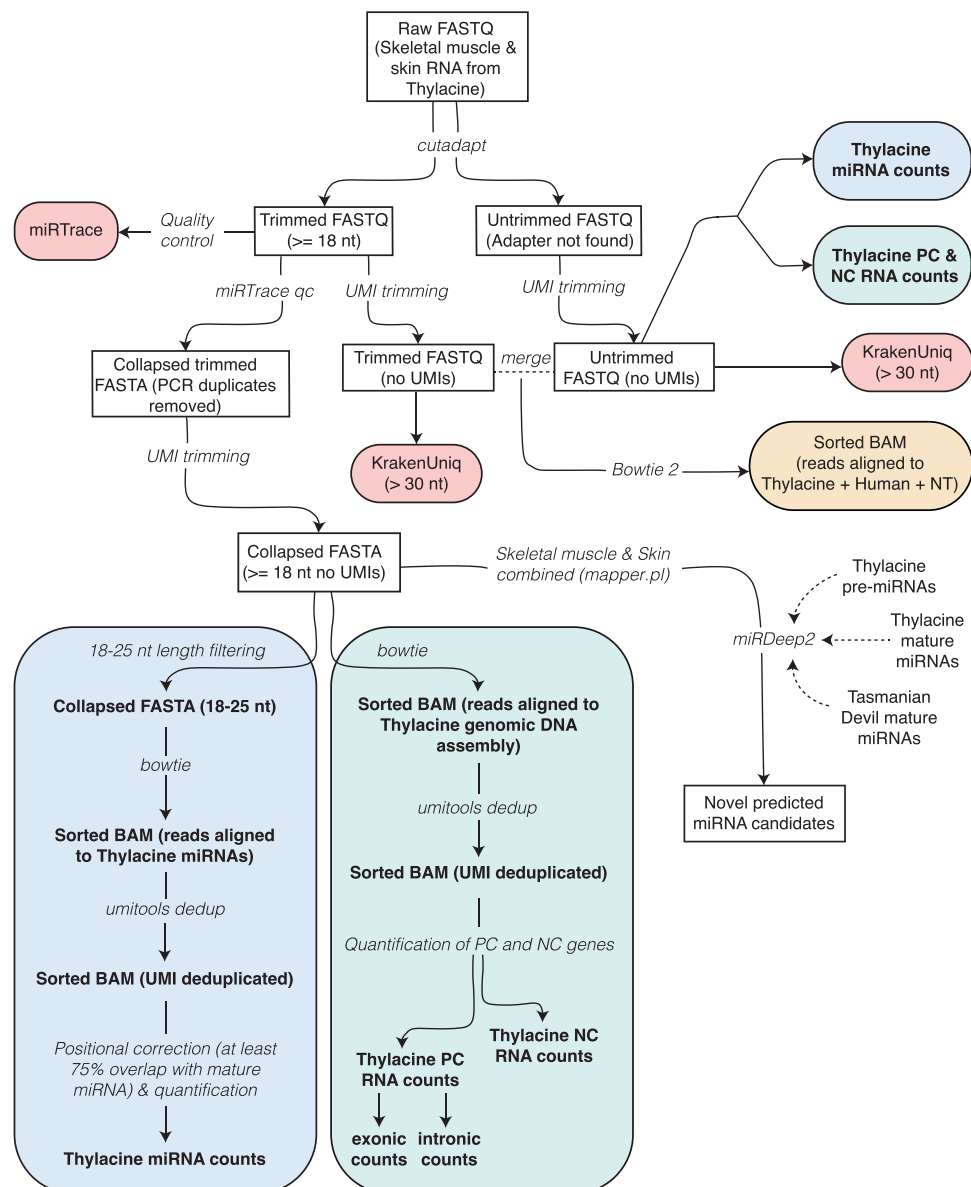 Raw FASTQ
(Skeletal muscle &
skin RNA from
Thylacine)
cutadapt
Thylacine
miRNA counts
miRTrace
Quality
control
Trimmed FASTQ
(>= 18 nt)
Untrimmed FASTQ
(Adapter not found)
Thylacine PC &
NC RNA counts
miRTrace qc
UMI trimming
UMI trimming
Collapsed trimmed
FASTA (PCR duplicates
removed)
Trimmed FASTQ
(no UMIs)
merge
Untrimmed
FASTQ (no UMIs)
KrakenUniq
(> 30 nt)
UMI trimming
KrakenUniq
(> 30 nt)
Bowtie 2
Sorted BAM
(reads aligned to
Thylacine + Human + NT)
Collapsed FASTA
(>= 18 nt no UMIs)
Skeletal muscle & Skin
combined (mapper.pl)
Thylacine
pre-miRNAs
miRDeep2
Thylacine
mature
miRNAs
Tasmanian
Devil mature
miRNAs
Novel predicted
miRNA candidates
18-25 nt length filtering
Collapsed FASTA (18-25 nt)
bowtie
Sorted BAM (reads aligned
to Thylacine miRNAs)
umitools dedup
Sorted BAM (UMI deduplicated)
Positional correction (at least
75% overlap with mature
miRNA) & quantification
Thylacine miRNA counts
bowtie
Sorted BAM (reads aligned to
Thylacine genomic DNA
assembly)
umitools dedup
Sorted BAM (UMI deduplicated)
Quantification of PC and NC genes
Thylacine NC
RNA counts
Thylacine PC
RNA counts
exonic
counts
intronic
counts